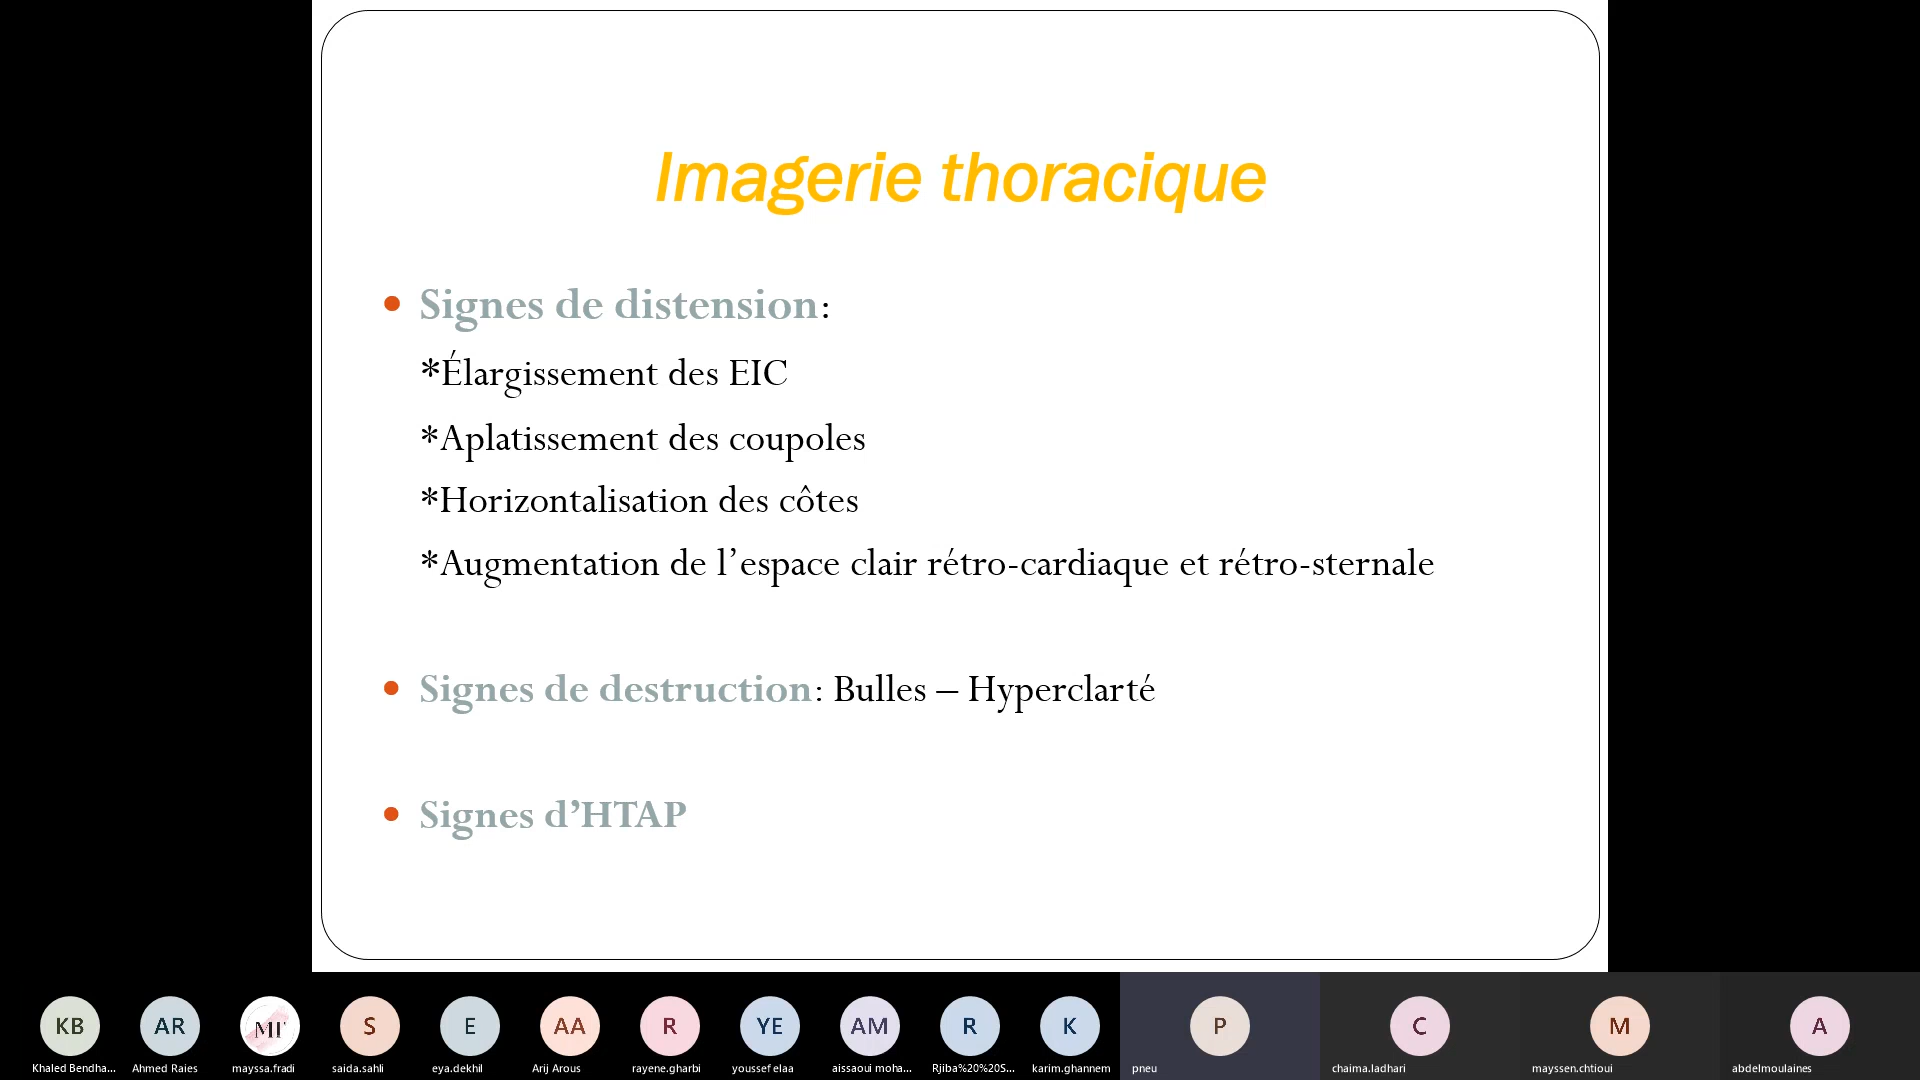 Imagerie thoracique
• Signes de distension:
*Élargissement des EIC
*Aplatissement des coupoles
*Horizontalisation des côtes
*Augmentation de l’espace clair rétro-cardiaque et rétro-sternale
• Signes de destruction: Bulles – Hyperclarté
• Signes d’HTAP
KB AR MF S E AA R YE AM R K P C M A
Khaled Bendha... Ahmed Raies mayssa.fradi saida.sahli eya.dekhil Arij Arous rayene.gharbi youssef elaa aissaoui moha... Rjiba%20%20S... karim.ghannem pneu chaima.ladhari mayssen.chtioui abdelmoulaines